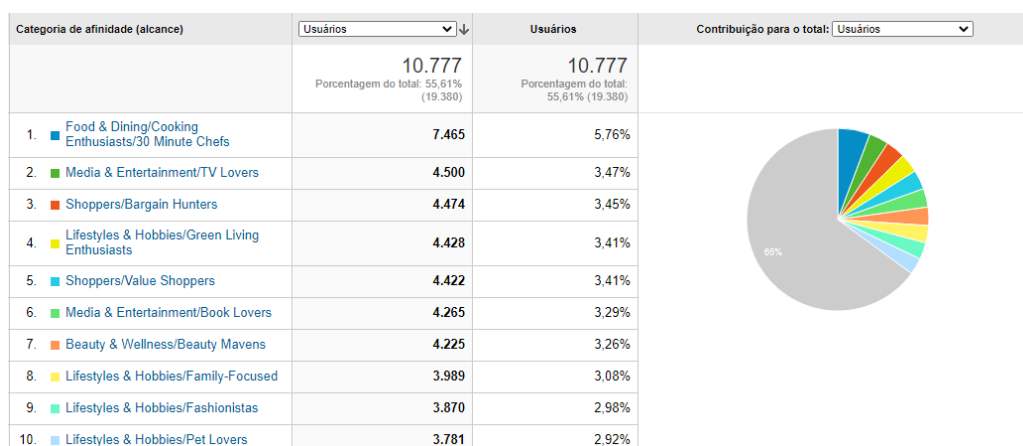 Categoria de afinidade (alcance) Usuários Usuários Contribuição para o total: Usuários
10.777 10.777
Porcentagem do total: 55,61% Porcentagem do total:
(19.380) 55,61% (19.380)
1. Food & Dining/Cooking
Enthusiasts/30 Minute Chefs 7.465 5,76%
2. Media & Entertainment/TV Lovers 4.500 3,47%
3. Shoppers/Bargain Hunters 4.474 3,45%
4. Lifestyles & Hobbies/Green Living
Enthusiasts 4.428 3,41%
5. Shoppers/Value Shoppers 4.422 3,41%
6. Media & Entertainment/Book Lovers 4.265 3,29%
7. Beauty & Wellness/Beauty Mavens 4.225 3,26%
8. Lifestyles & Hobbies/Family-Focused 3.989 3,08%
9. Lifestyles & Hobbies/Fashionistas 3.870 2,98%
10. Lifestyles & Hobbies/Pet Lovers 3.781 2,92%
65%